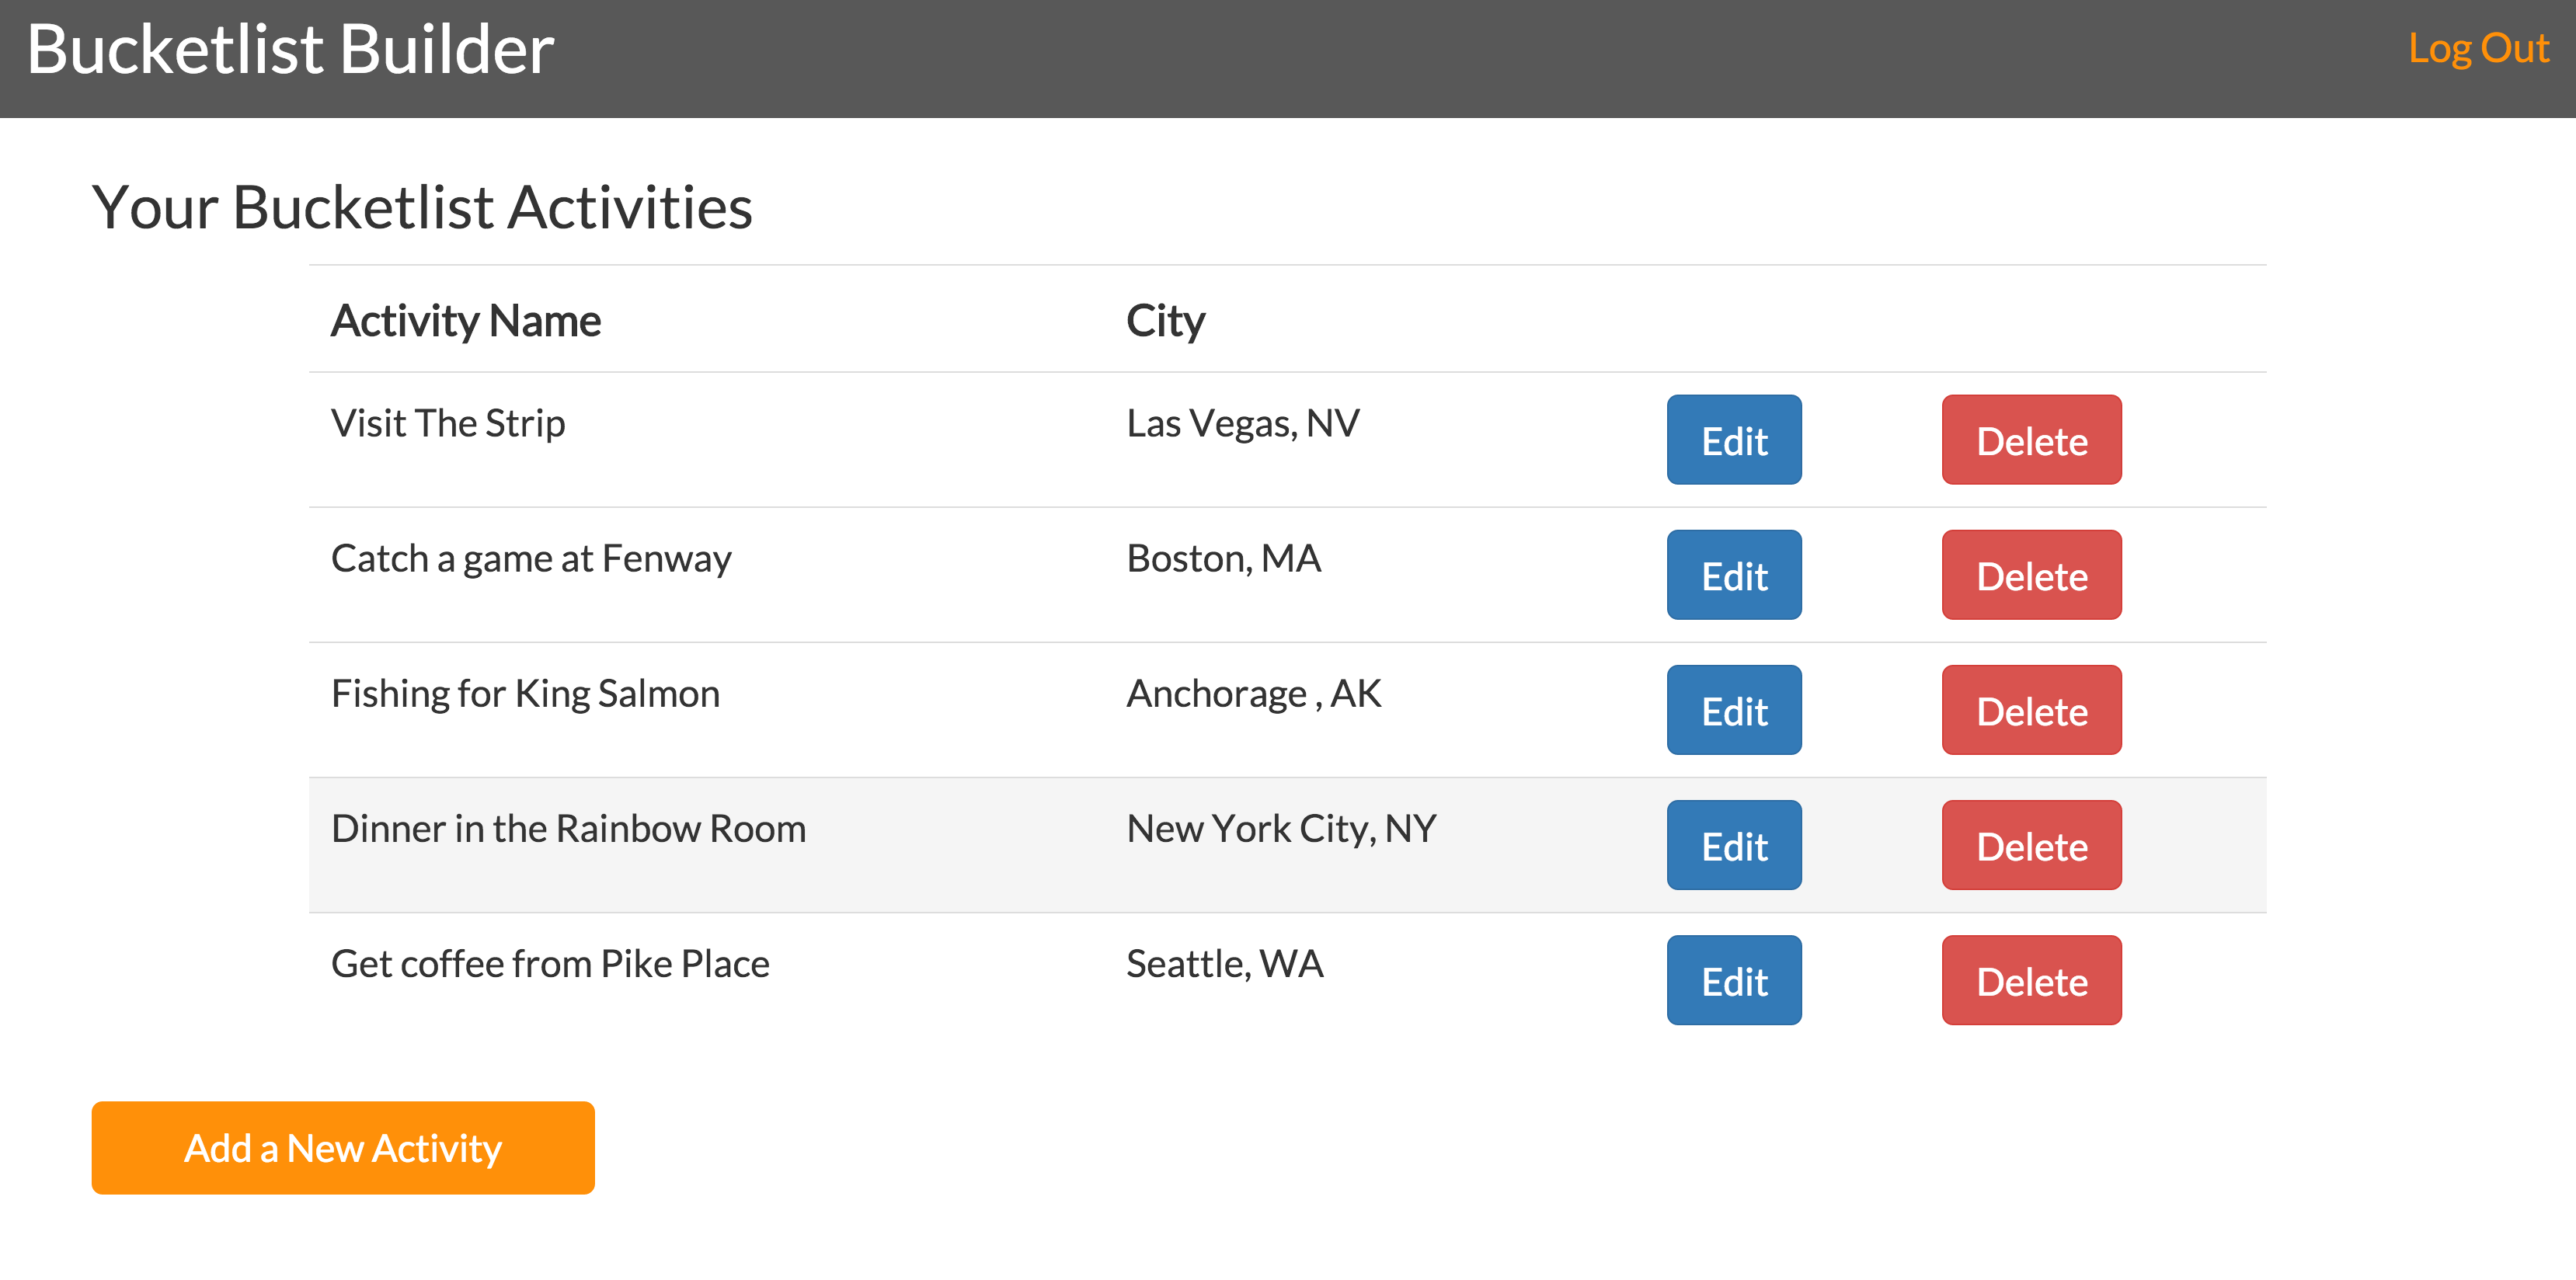 Bucketlist Builder Log Out
Your Bucketlist Activities
Activity Name City
Visit The Strip Las Vegas, NV Edit Delete
Catch a game at Fenway Boston, MA Edit Delete
Fishing for King Salmon Anchorage , AK Edit Delete
Dinner in the Rainbow Room New York City, NY Edit Delete
Get coffee from Pike Place Seattle, WA Edit Delete
Add a New Activity